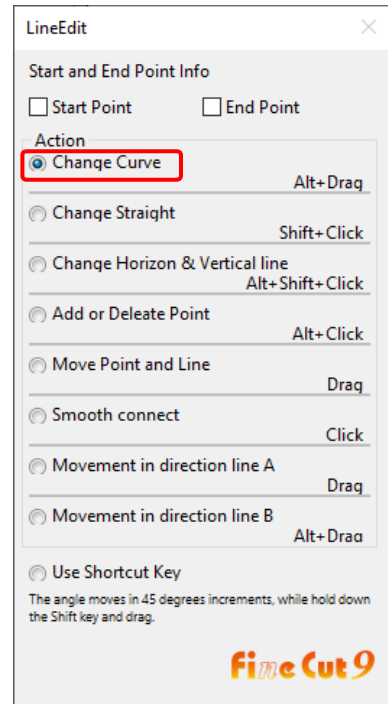 LineEdit
Start and End Point Info
Start Point End Point
Action
Change Curve
Alt+Drag
Change Straight
Shift+Click
Change Horizon & Vertical line
Alt+Shift+Click
Add or Deleate Point
Alt+Click
Move Point and Line
Drag
Smooth connect
Click
Movement in direction line A
Drag
Movement in direction line B
Alt+Drag
Use Shortcut Key
The angle moves in 45 degrees increments, while hold down
the Shift key and drag.
Fine Cut 9